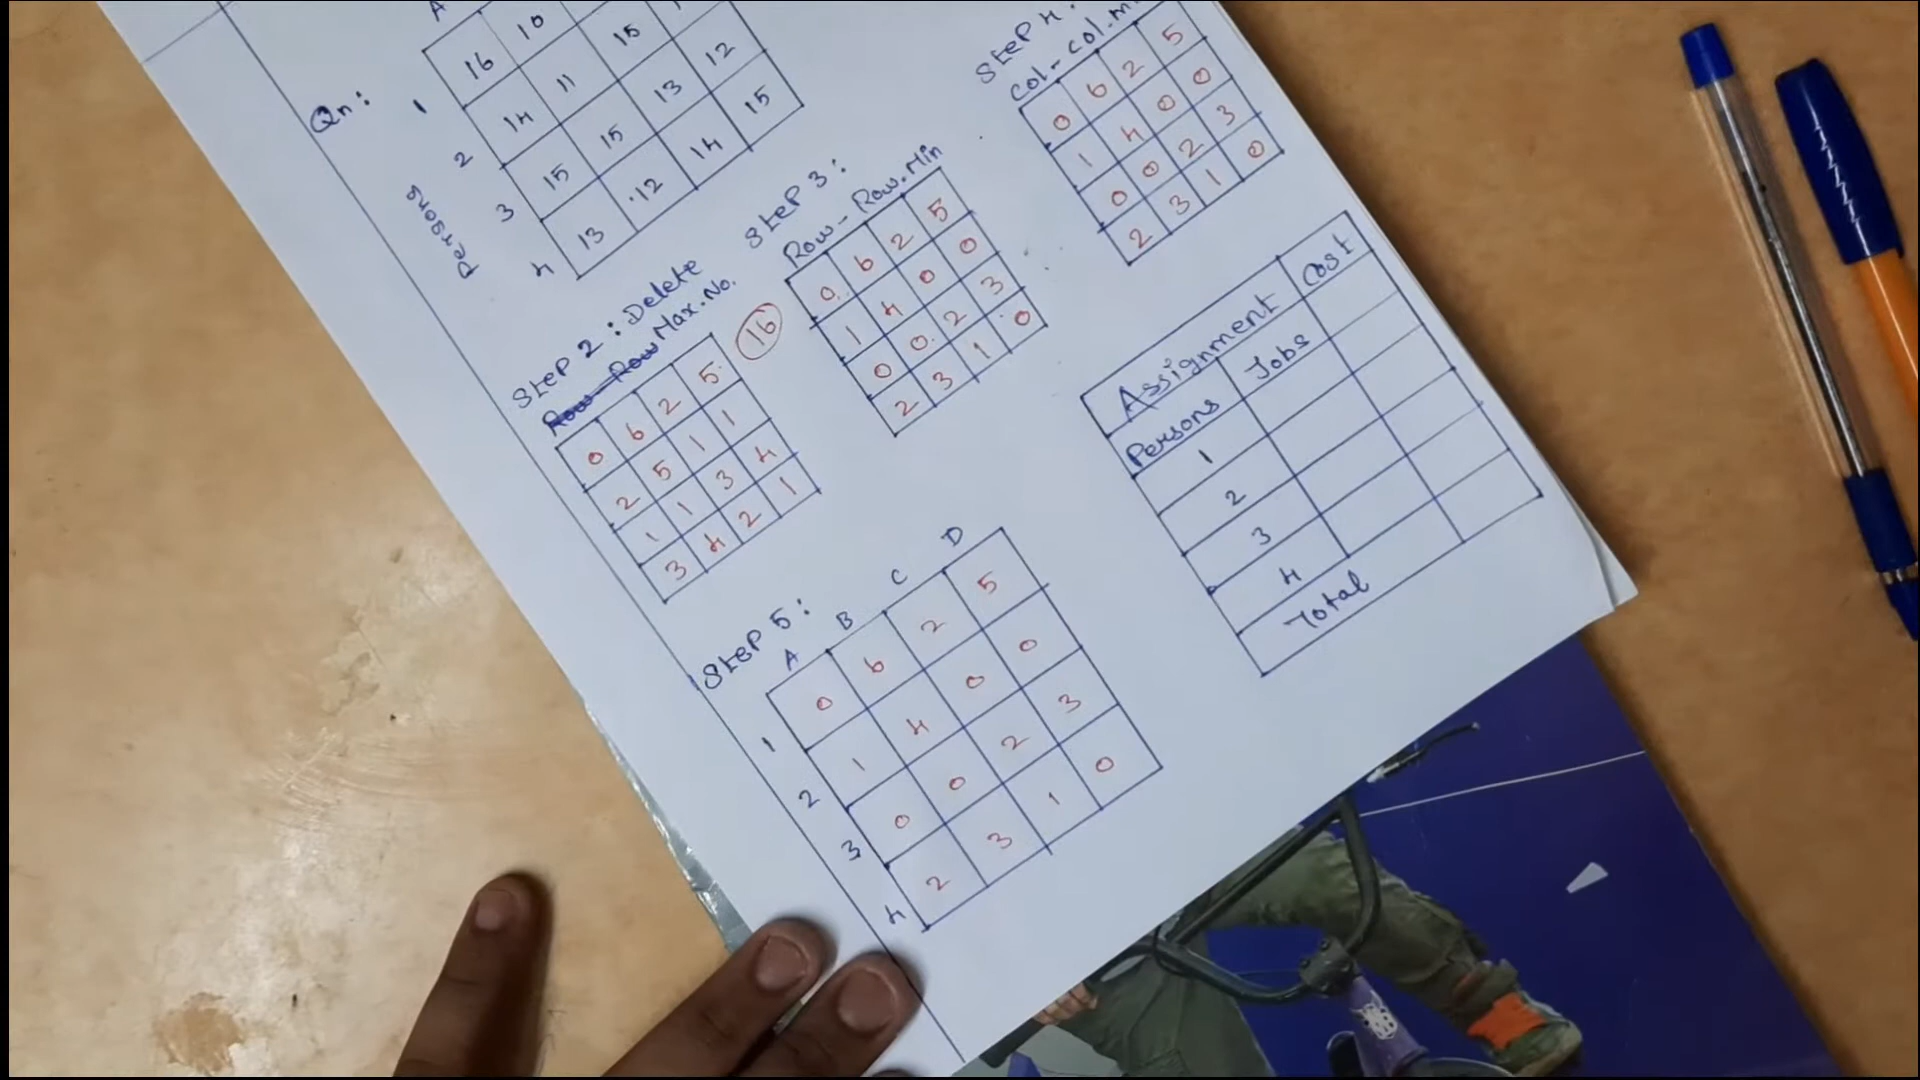 A
Qn:
1 16 10 15
2 14 11 13 12
3 15 15 14 15
4 13 12
Persons
Step 2: Delete
Row-Row Max. No.
16
0 6 2 5
2 5 1 1
1 1 3 4
3 4 2 1
Step 3:
Row-Row.Min
0 6 2 5
1 4 0 0
0 0 2 3
2 3 1 0
Step 4:
Col-Col.M
0 6 2 5
1 4 0 0
0 0 2 3
2 3 1 0
Step 5:
A B C D
1 0 6 2 5
2 1 4 0 0
3 0 0 2 3
4 2 3 1 0
Assignment Cost
Persons Jobs
1
2
3
4
Total